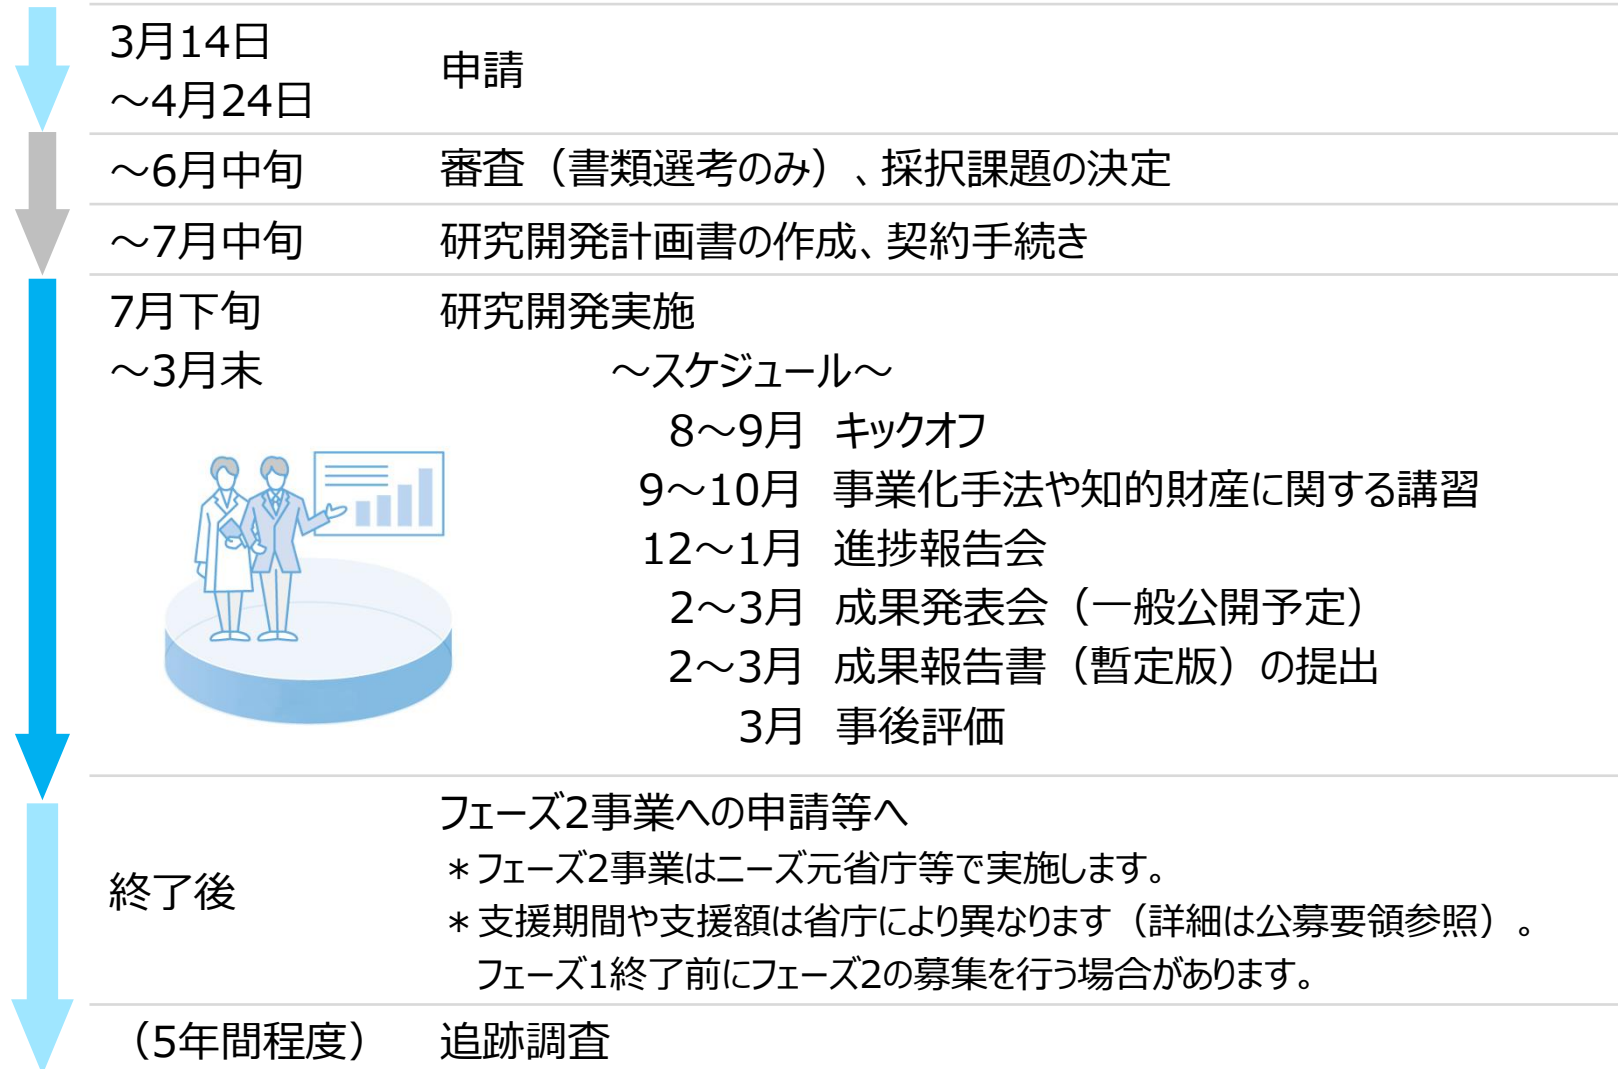 3月14日
～4月24日
申請
～6月中旬
審査（書類選考のみ）、採択課題の決定
～7月中旬
研究開発計画書の作成、契約手続き
7月下旬
～3月末
研究開発実施
～スケジュール～
8～9月 キックオフ
9～10月 事業化手法や知的財産に関する講習
12～1月 進捗報告会
2～3月 成果発表会（一般公開予定）
2～3月 成果報告書（暫定版）の提出
3月 事後評価
終了後
フェーズ2事業への申請等へ
＊フェーズ2事業はニーズ元省庁等で実施します。
＊支援期間や支援額は省庁により異なります（詳細は公募要領参照）。
フェーズ1終了前にフェーズ2の募集を行う場合があります。
（5年間程度）
追跡調査